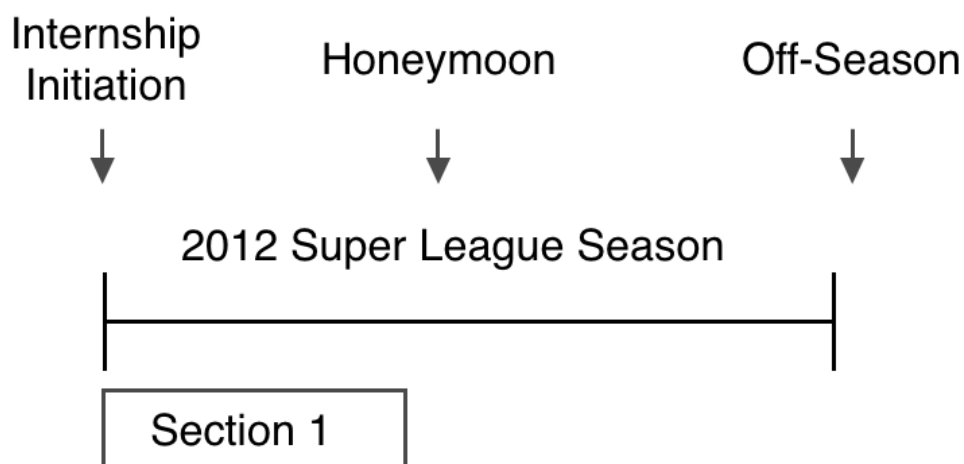 Internship
Initiation
Honeymoon
Off-Season
2012 Super League Season
Section 1